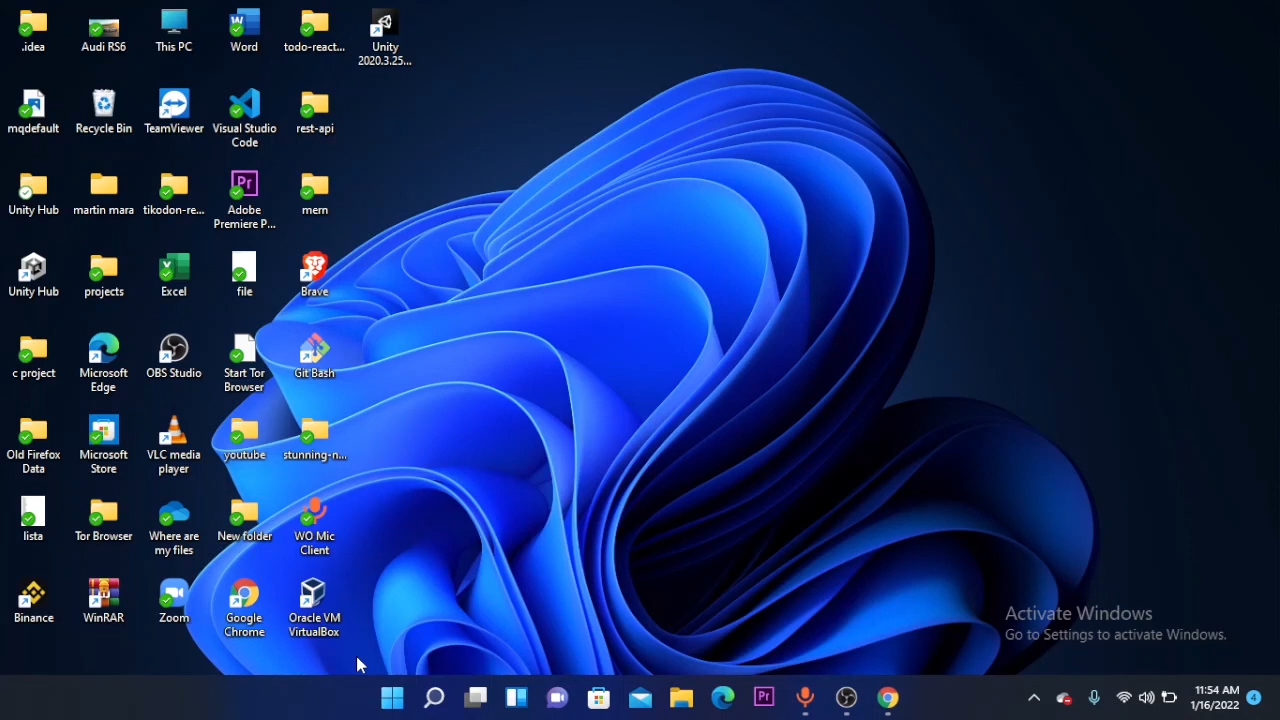 .idea
Audi RS6
This PC
Word
todo-react...
Unity
2020.3.25...
mqdefault
Recycle Bin
TeamViewer
Visual Studio
Code
rest-api
Unity Hub
martin mara
tikodon-re...
Adobe
Premiere P...
mern
Unity Hub
projects
Excel
file
Brave
c project
Microsoft
Edge
OBS Studio
Start Tor
Browser
Git Bash
Old Firefox
Data
Microsoft
Store
VLC media
player
youtube
stunning-n...
lista
Tor Browser
Where are
my files
New folder
WO Mic
Client
Binance
WinRAR
Zoom
Google
Chrome
Oracle VM
VirtualBox
Activate Windows
Go to Settings to activate Windows.
Pr
11:54 AM
1/16/2022
4